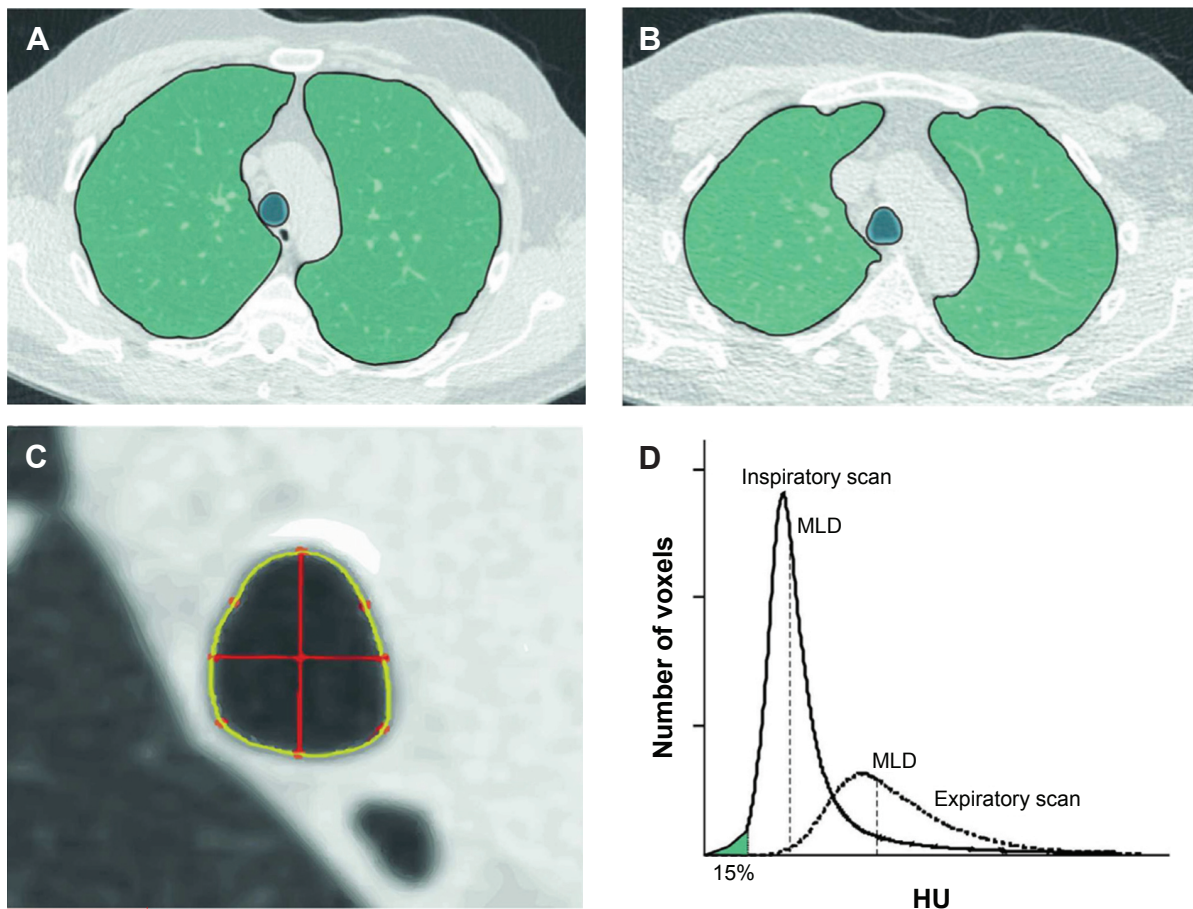 A
B
C
D
Inspiratory scan
MLD
MLD
Expiratory scan
Number of voxels
15%
HU